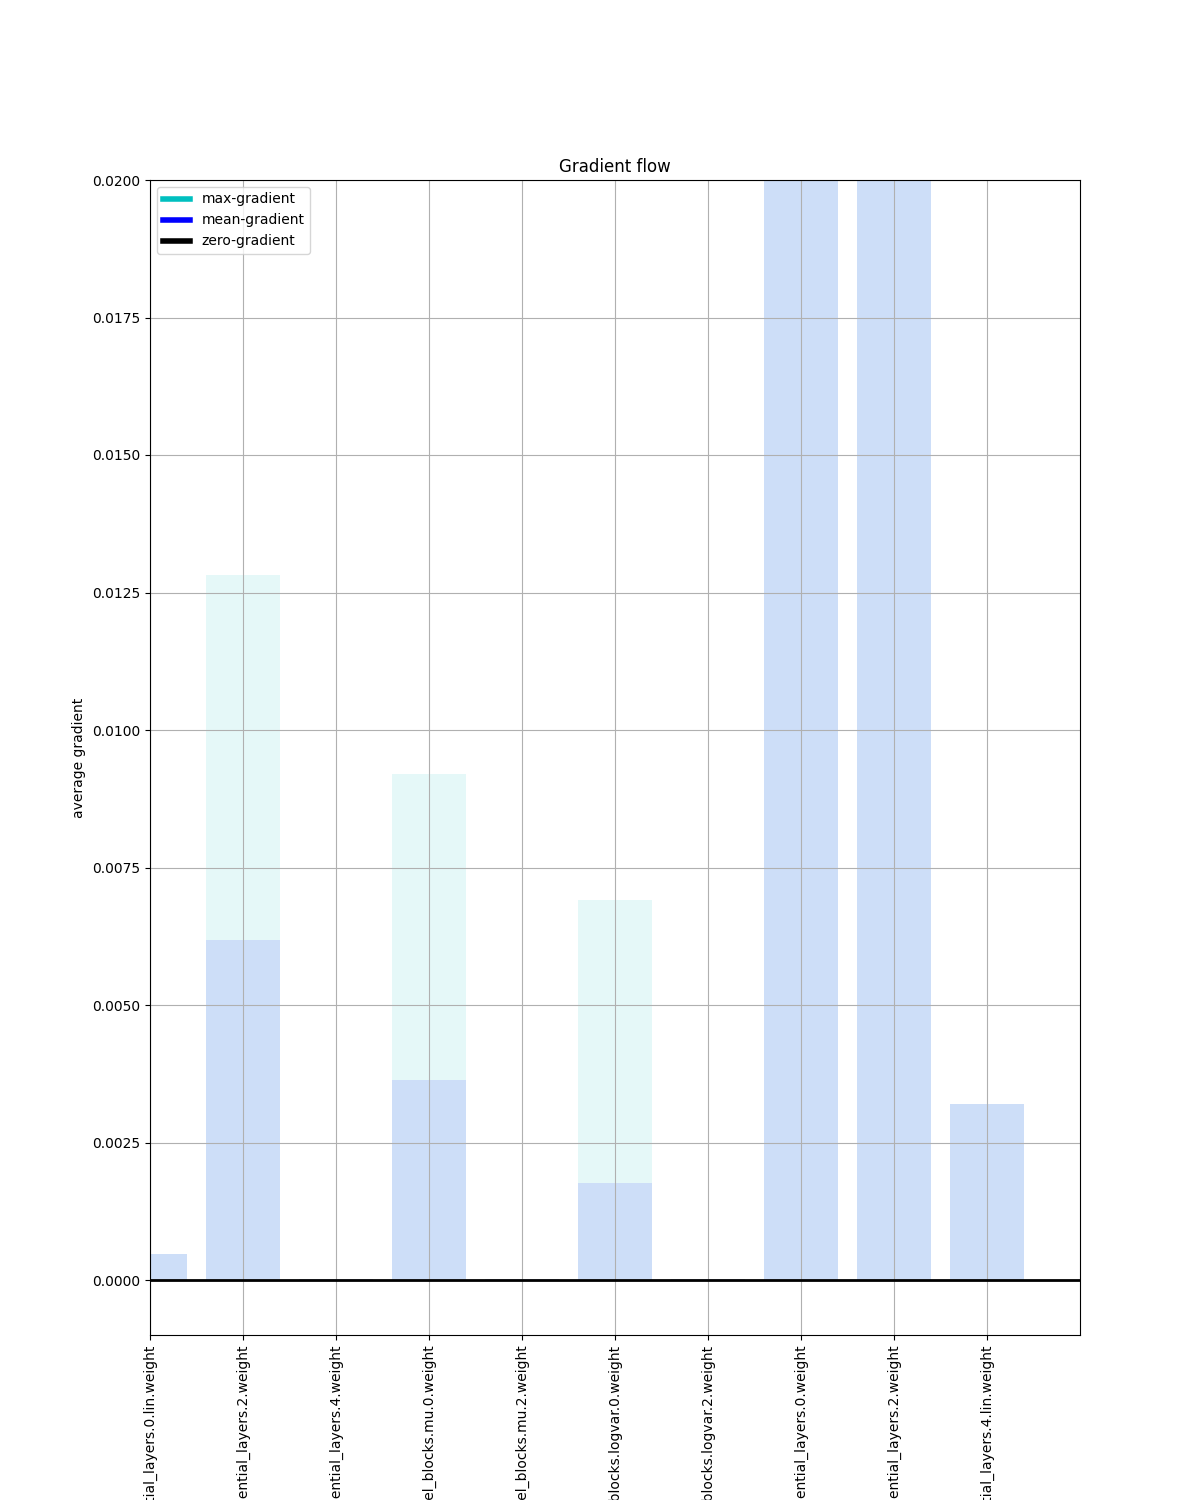 Gradient flow
max-gradient
mean-gradient
zero-gradient
0.0200
0.0175
0.0150
0.0125
0.0100
0.0075
0.0050
0.0025
0.0000
average gradient
tial_layers.0.lin.weight
ential_layers.2.weight
ential_layers.4.weight
el_blocks.mu.0.weight
el_blocks.mu.2.weight
blocks.logvar.0.weight
blocks.logvar.2.weight
ential_layers.0.weight
ential_layers.2.weight
tial_layers.4.lin.weight